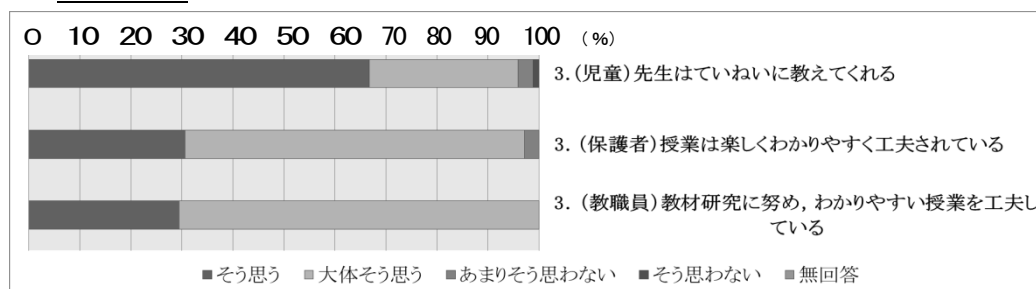 0 10 20 30 40 50 60 70 80 90 100 (%)
3.(児童)先生はていねいに教えてくれる
3.(保護者)授業は楽しくわかりやすく工夫されている
3.(教職員)教材研究に努め,わかりやすい授業を工夫し
ている
■そう思う ■大体そう思う ■あまりそう思わない ■そう思わない ■無回答